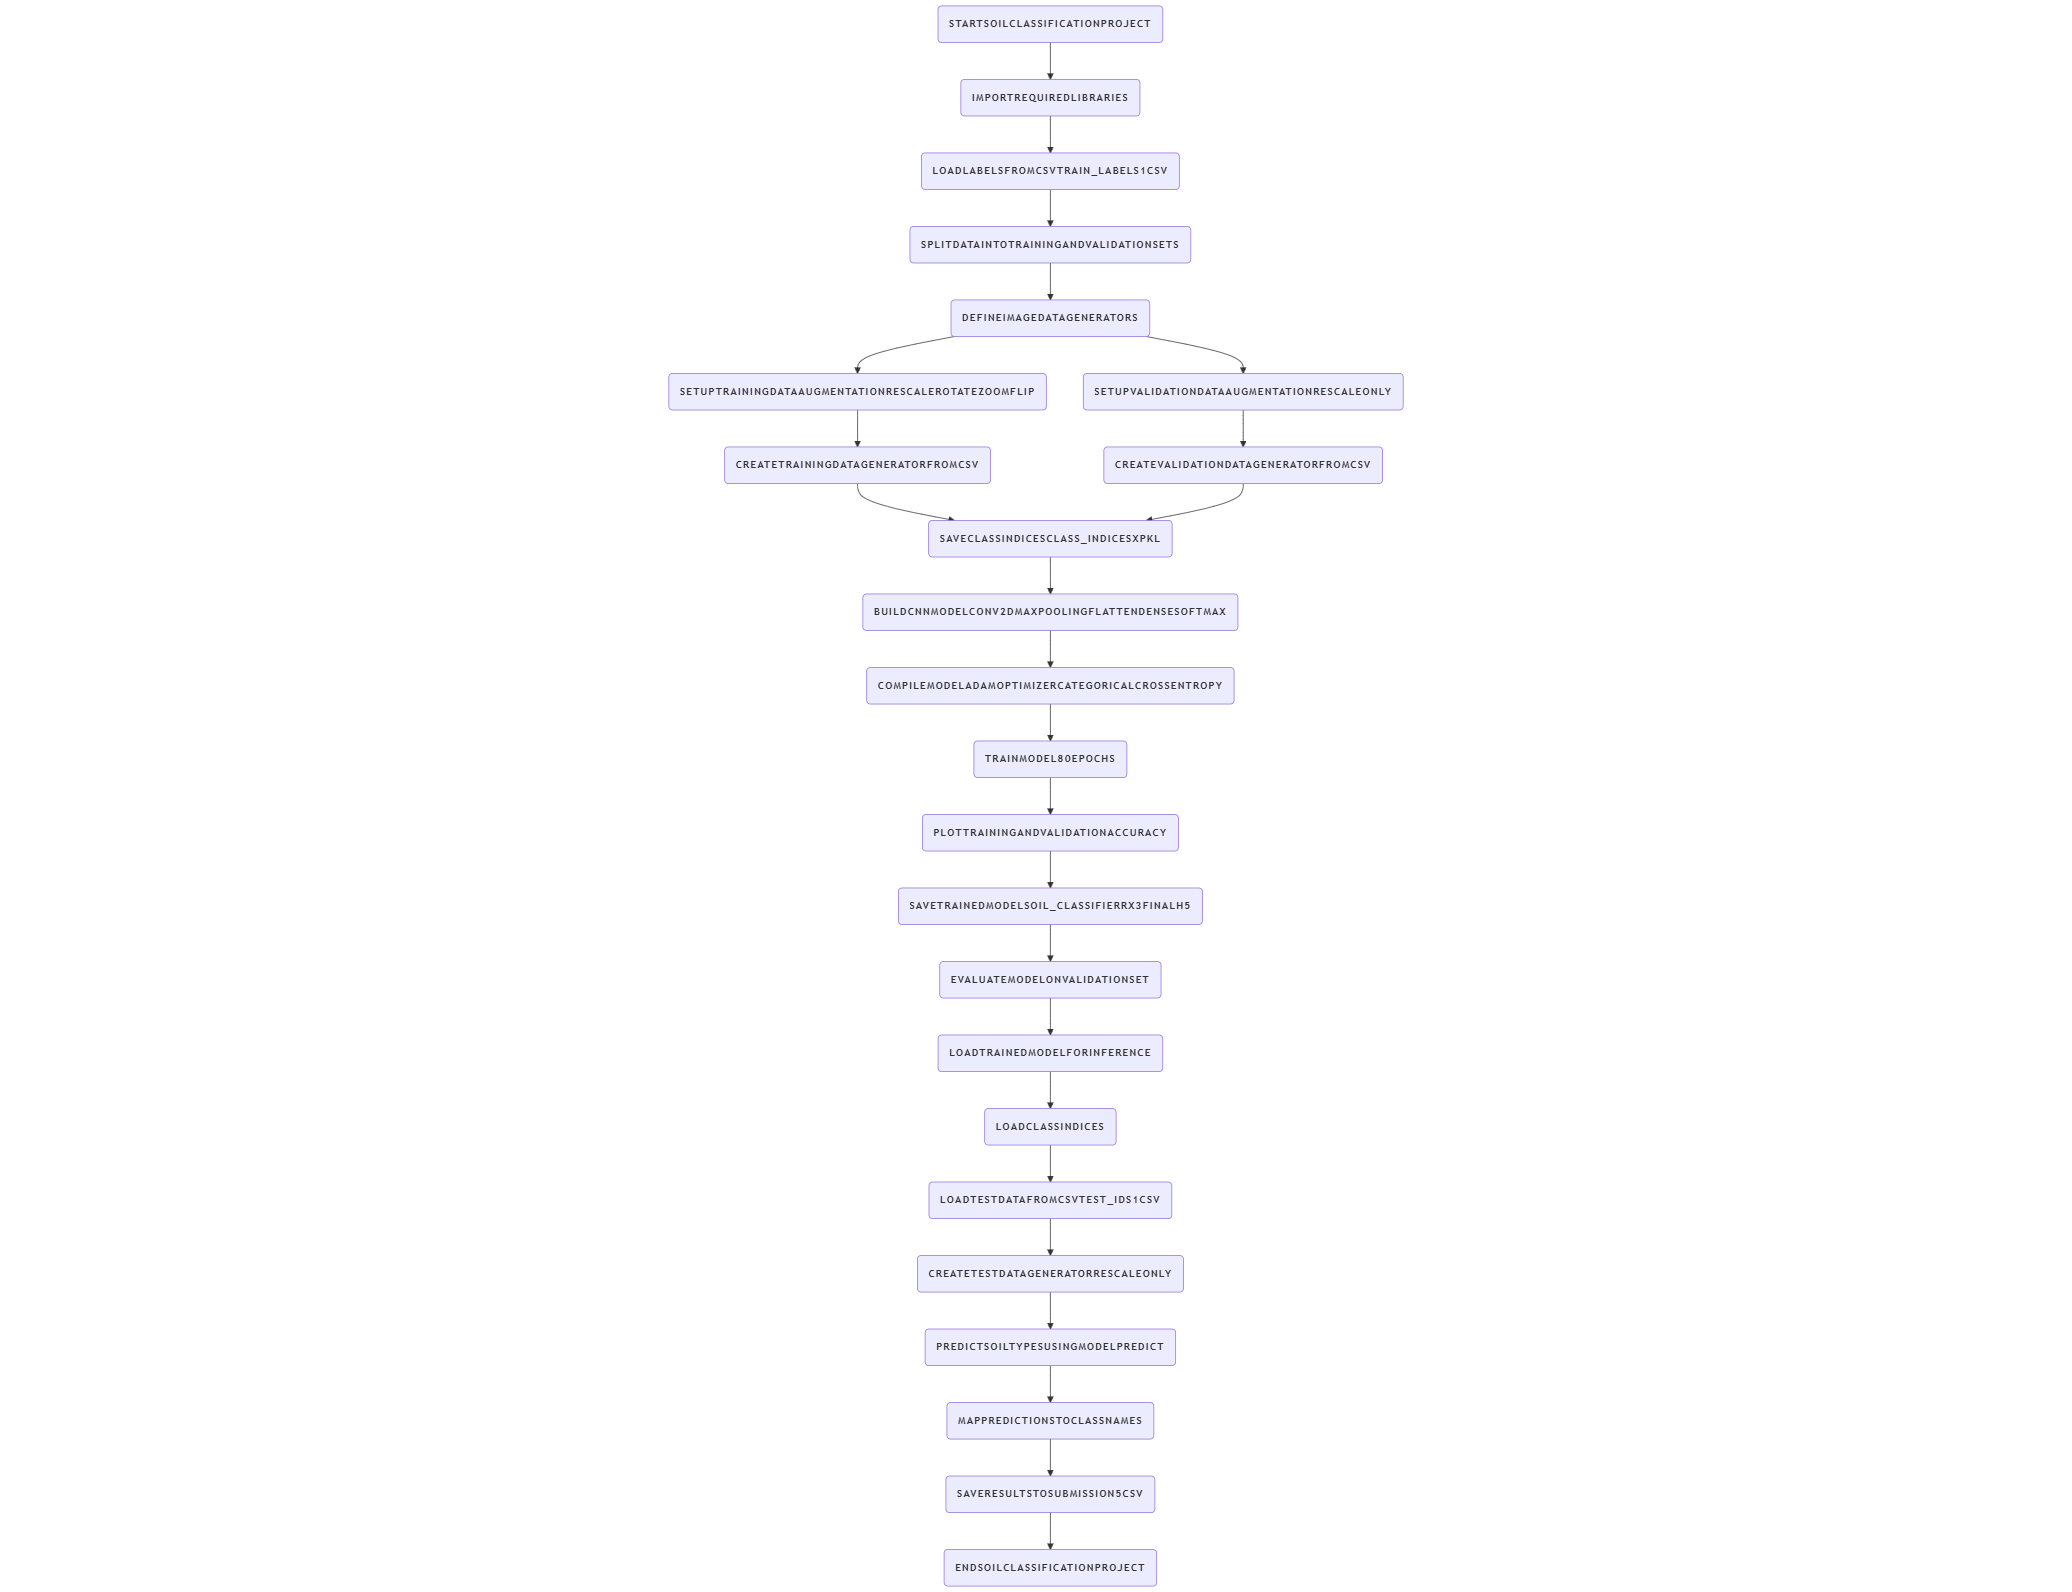 STARTSOILCLASSIFICATIONPROJECT
IMPORTREQUIREDLIBRARIES
LOADLABELSFROMCSVTRAIN_LABELS1CSV
SPLITDATAINTOTRAININGANDVALIDATIONSETS
DEFINEIMAGEDATAGENERATORS
SETUPTRAININGDATAAUGMENTATIONRESCALEROTATEZOOMFLIP
SETUPVALIDATIONDATAAUGMENTATIONRESCALEONLY
CREATETRAININGDATAGENERATORFROMCSV
CREATEVALIDATIONDATAGENERATORFROMCSV
SAVECLASSINDICESCLASS_INDICESXPKL
BUILDCNNMODELCONV2DMAXPOOLINGFLATTENDENSESOFTMAX
COMPILEMODELADAMOPTIMIZERCATEGORICALCROSSENTROPY
TRAINMODEL80EPOCHS
PLOTTRAININGANDVALIDATIONACCURACY
SAVETRAINEDMODELSOIL_CLASSIFIERRX3FINALH5
EVALUATEMODELONVALIDATIONSET
LOADTRAINEDMODELFORINFERENCE
LOADCLASSINDICES
LOADTESTDATAFROMCSVTEST_IDS1CSV
CREATETESTDATAGENERATORRESCALEONLY
PREDICTSOILTYPESUSINGMODELPREDICT
MAPPREDICTIONSTOCLASSNAMES
SAVERESULTSTOSUBMISSION5CSV
ENDSOILCLASSIFICATIONPROJECT